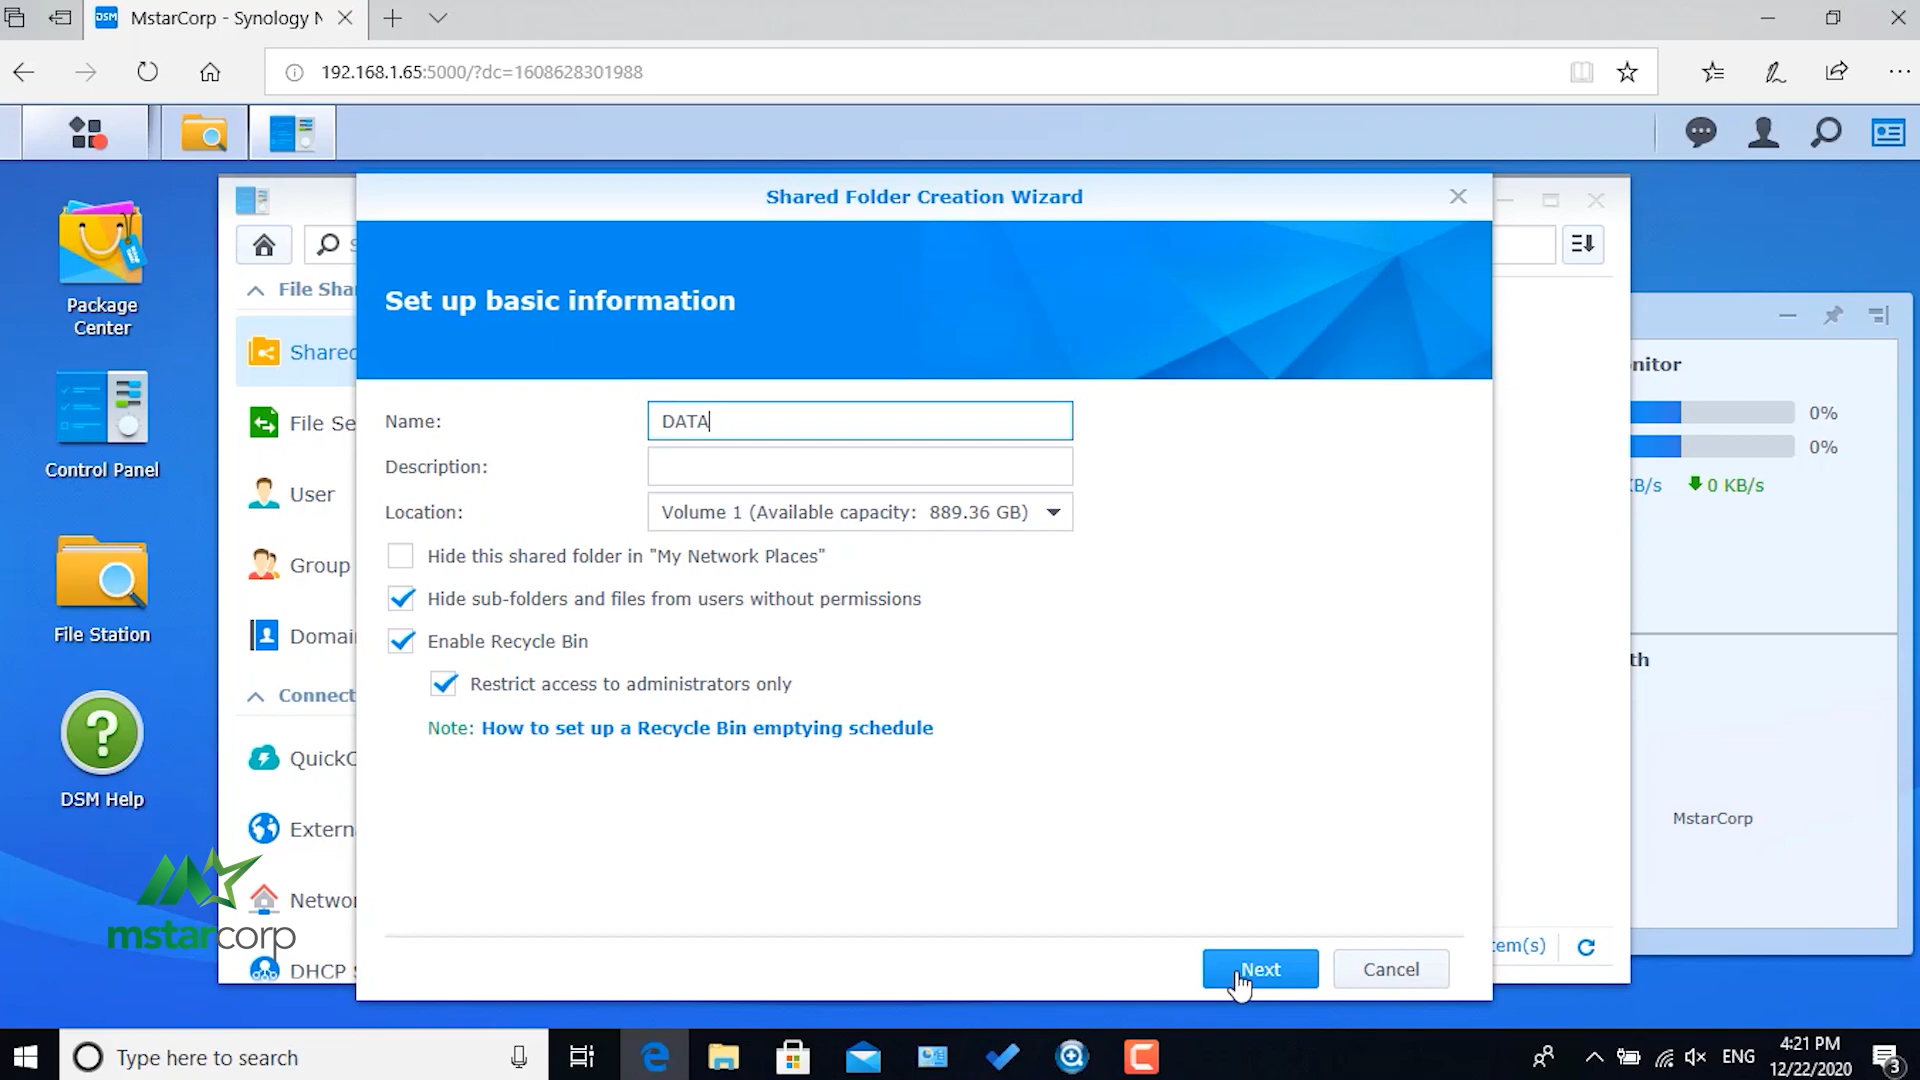 MstarCorp - Synology N
192.168.1.65:5000/?dc=1608628301988
Package
Center
Control Panel
File Station
DSM Help
mstarcorp
File Sha
Shared
File Se
User
Group
Domai
Connect
QuickC
Extern
Networ
DHCP S
Shared Folder Creation Wizard
Set up basic information
Name: DATA
Description:
Location: Volume 1 (Available capacity: 889.36 GB)
Hide this shared folder in "My Network Places"
Hide sub-folders and files from users without permissions
Enable Recycle Bin
Restrict access to administrators only
Note: How to set up a Recycle Bin emptying schedule
Next Cancel
tem(s)
nitor
0%
0%
KB/s 0 KB/s
th
MstarCorp
Type here to search
ENG
4:21 PM
12/22/2020
3